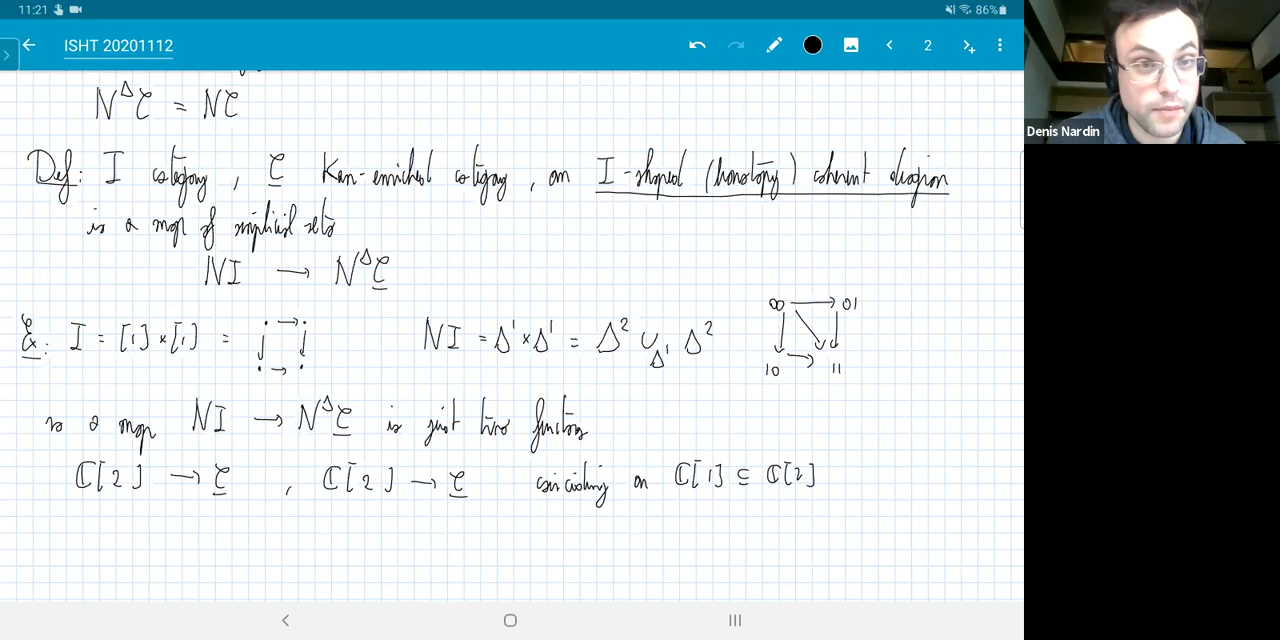 11:21 86%
ISHT 20201112 2
N^Δ C = NC
Def: I category, C Kan-enriched category, an I-shaped (homotopy) coherent diagram
is a map of simplicial sets
NI → N^Δ C
Ex: I = [1] × [1] = NI = Δ^1 × Δ^1 = Δ^2 ∪_{Δ^1} Δ^2 00 → 01
10 → 11
so a map NI → N^Δ C is just two functors
ℂ[2] → C , ℂ[2] → C coinciding on ℂ[1] ⊆ ℂ[2]
Denis Nardin